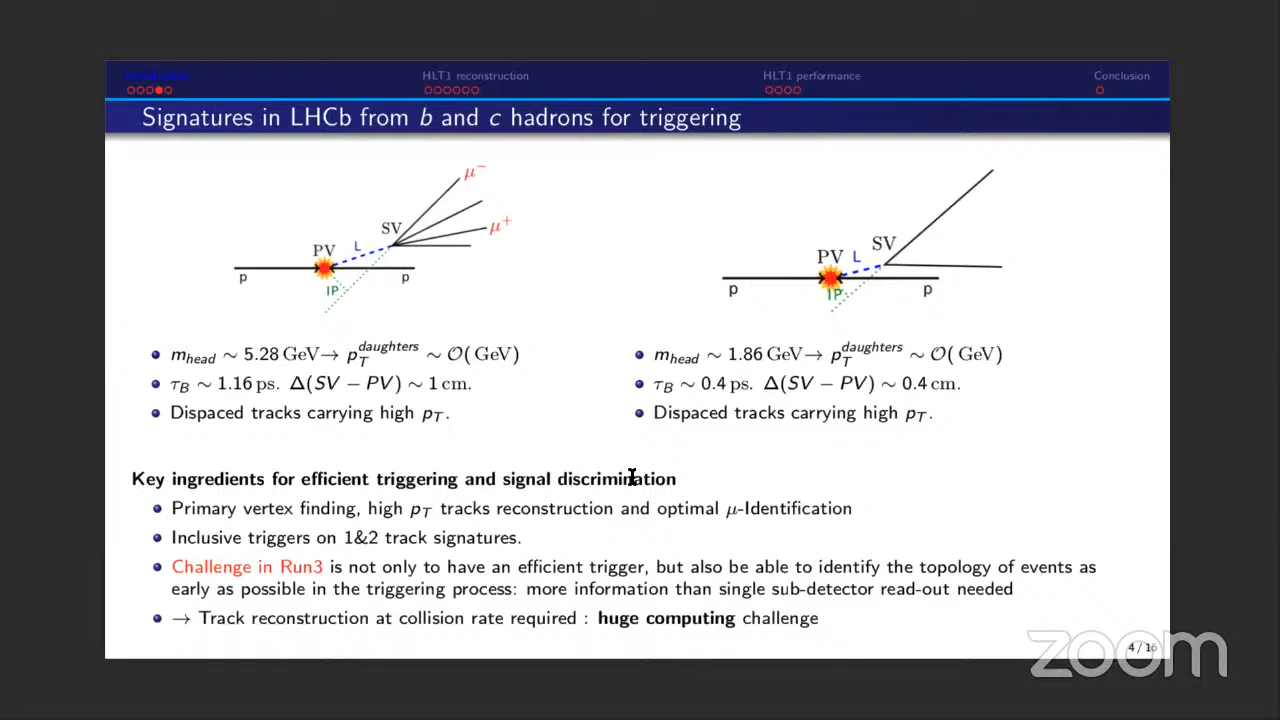 Introduction HLT1 reconstruction HLT1 performance Conclusion
Signatures in LHCb from b and c hadrons for triggering
μ⁻
SV
μ⁺
PV
L
p
p
IP
SV
PV
L
p
p
IP
m_head ∼ 5.28 GeV→ p_T^daughters ∼ O( GeV)
τ_B ∼ 1.16 ps. Δ(SV − PV) ∼ 1 cm.
Dispaced tracks carrying high p_T.
m_head ∼ 1.86 GeV→ p_T^daughters ∼ O( GeV)
τ_B ∼ 0.4 ps. Δ(SV − PV) ∼ 0.4 cm.
Dispaced tracks carrying high p_T.
Key ingredients for efficient triggering and signal discrimination
Primary vertex finding, high p_T tracks reconstruction and optimal μ-Identification
Inclusive triggers on 1&2 track signatures.
Challenge in Run3 is not only to have an efficient trigger, but also be able to identify the topology of events as
early as possible in the triggering process: more information than single sub-detector read-out needed
→ Track reconstruction at collision rate required : huge computing challenge
4 / 16
zoom